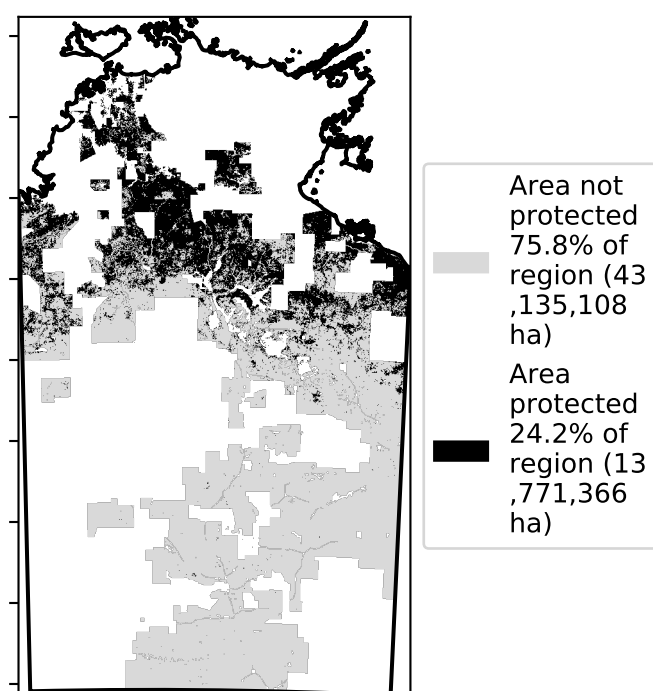 Area not
protected
75.8% of
region (43
,135,108
ha)
Area
protected
24.2% of
region (13
,771,366
ha)